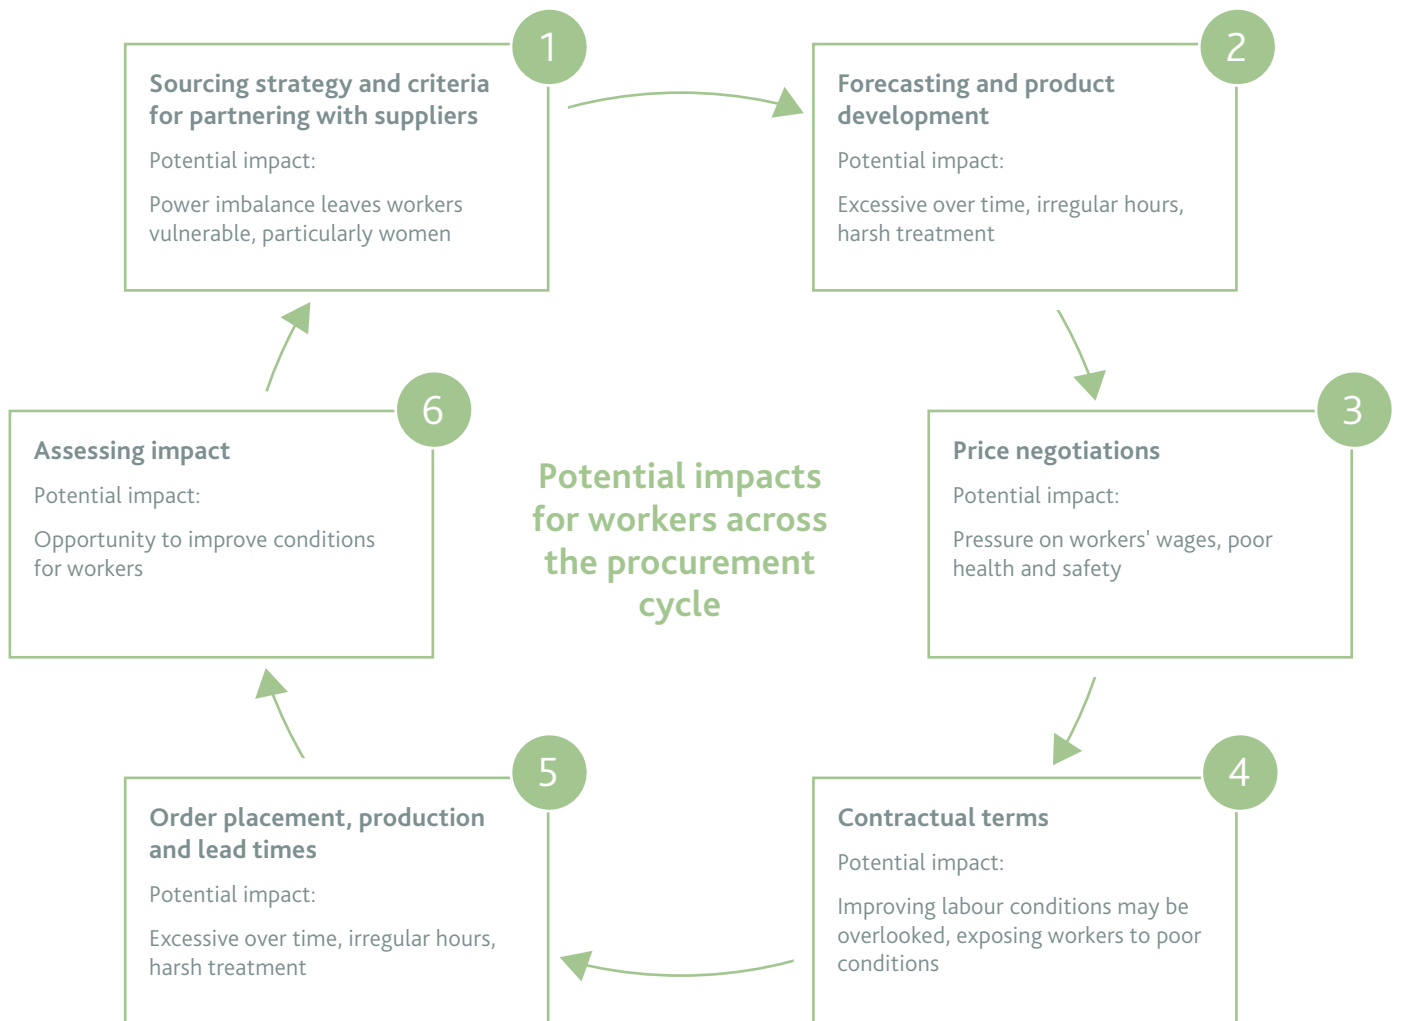 1
Sourcing strategy and criteria
for partnering with suppliers
Potential impact:
Power imbalance leaves workers
vulnerable, particularly women
2
Forecasting and product
development
Potential impact:
Excessive over time, irregular hours,
harsh treatment
3
Price negotiations
Potential impact:
Pressure on workers' wages, poor
health and safety
4
Contractual terms
Potential impact:
Improving labour conditions may be
overlooked, exposing workers to poor
conditions
5
Order placement, production
and lead times
Potential impact:
Excessive over time, irregular hours,
harsh treatment
6
Assessing impact
Potential impact:
Opportunity to improve conditions
for workers
Potential impacts
for workers across
the procurement
cycle